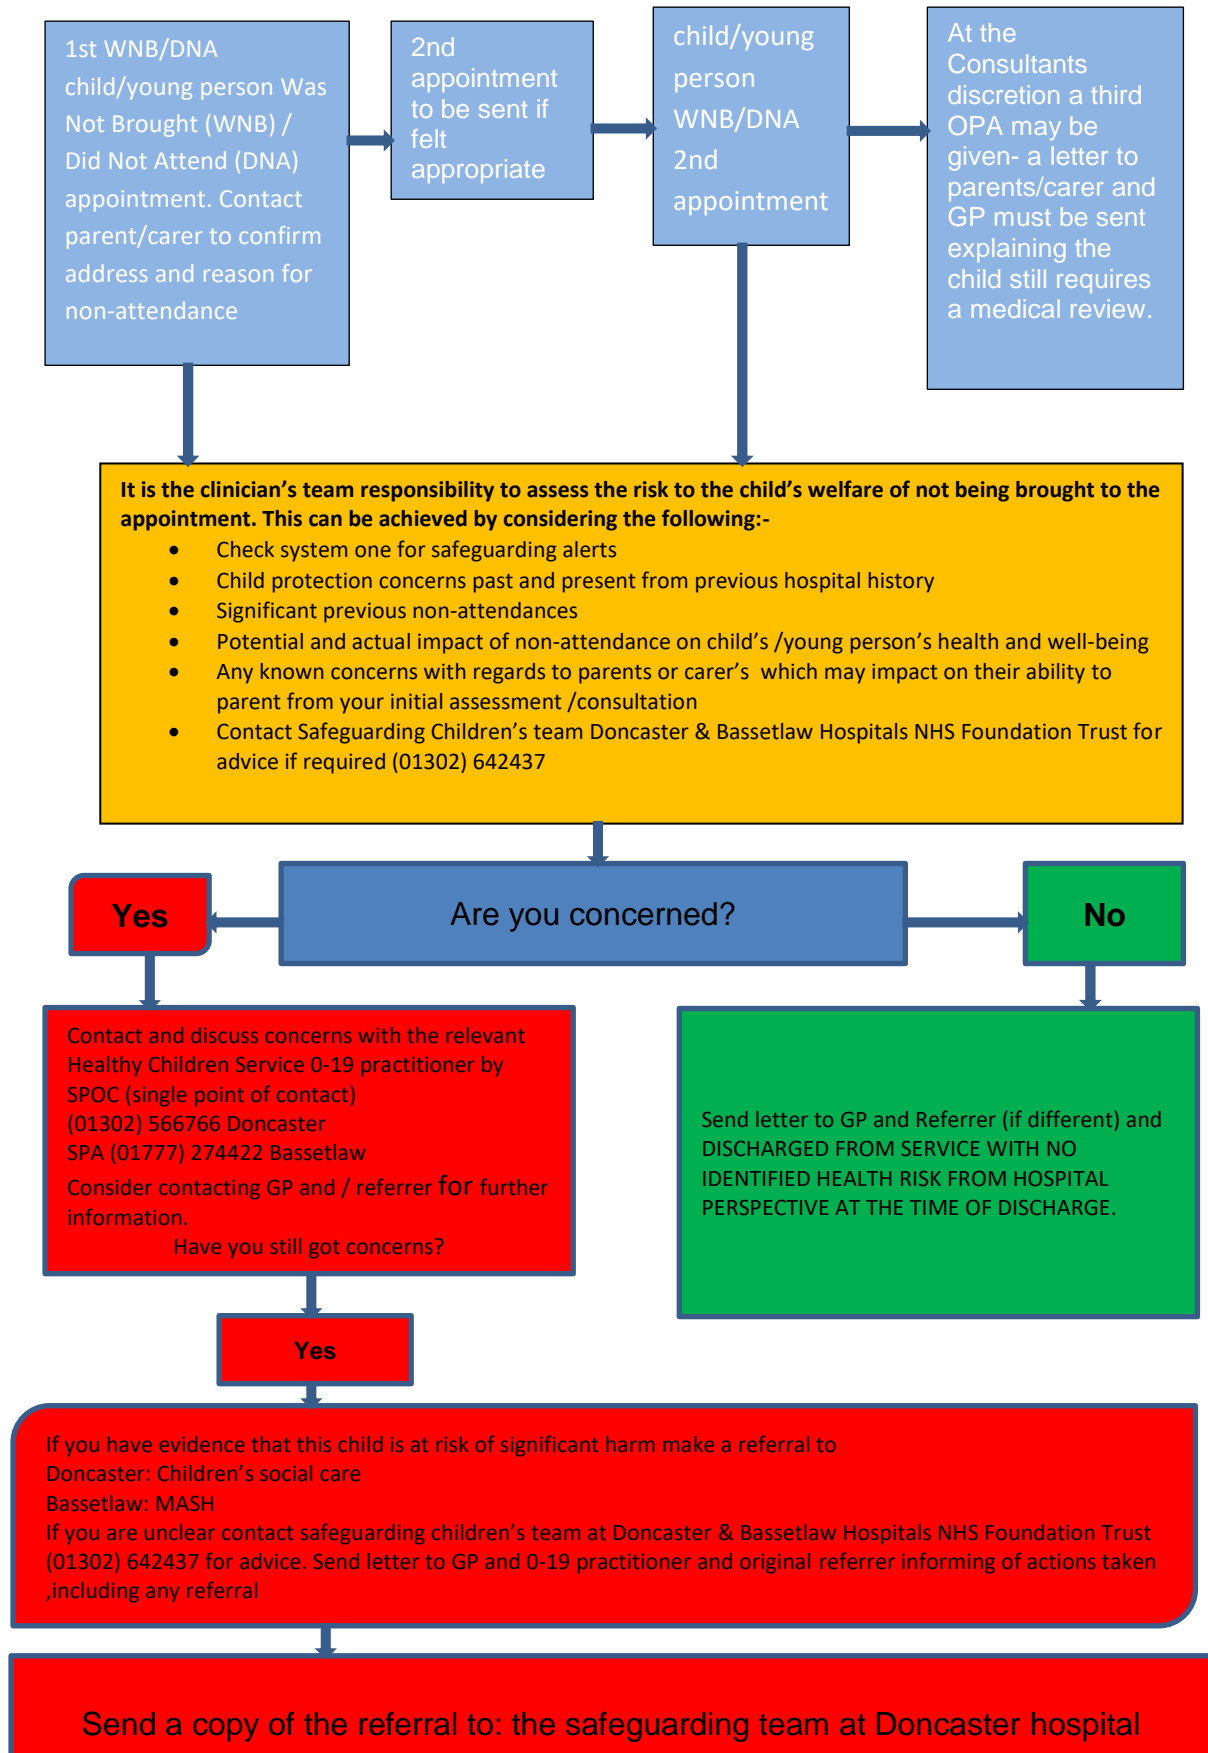 1st WNB/DNA
child/young person Was
Not Brought (WNB) /
Did Not Attend (DNA)
appointment. Contact
parent/carer to confirm
address and reason for
non-attendance
2nd
appointment
to be sent if
felt
appropriate
child/young
person
WNB/DNA
2nd
appointment
At the
Consultants
discretion a third
OPA may be
given- a letter to
parents/carer and
GP must be sent
explaining the
child still requires
a medical review.
It is the clinician’s team responsibility to assess the risk to the child’s welfare of not being brought to the
appointment. This can be achieved by considering the following:-
• Check system one for safeguarding alerts
• Child protection concerns past and present from previous hospital history
• Significant previous non-attendances
• Potential and actual impact of non-attendance on child’s /young person’s health and well-being
• Any known concerns with regards to parents or carer’s which may impact on their ability to
parent from your initial assessment /consultation
• Contact Safeguarding Children’s team Doncaster & Bassetlaw Hospitals NHS Foundation Trust for
advice if required (01302) 642437
Yes
Are you concerned?
No
Contact and discuss concerns with the relevant
Healthy Children Service 0-19 practitioner by
SPOC (single point of contact)
(01302) 566766 Doncaster
SPA (01777) 274422 Bassetlaw
Consider contacting GP and / referrer for further
information.
Have you still got concerns?
Send letter to GP and Referrer (if different) and
DISCHARGED FROM SERVICE WITH NO
IDENTIFIED HEALTH RISK FROM HOSPITAL
PERSPECTIVE AT THE TIME OF DISCHARGE.
Yes
If you have evidence that this child is at risk of significant harm make a referral to
Doncaster: Children’s social care
Bassetlaw: MASH
If you are unclear contact safeguarding children’s team at Doncaster & Bassetlaw Hospitals NHS Foundation Trust
(01302) 642437 for advice. Send letter to GP and 0-19 practitioner and original referrer informing of actions taken
,including any referral
Send a copy of the referral to: the safeguarding team at Doncaster hospital